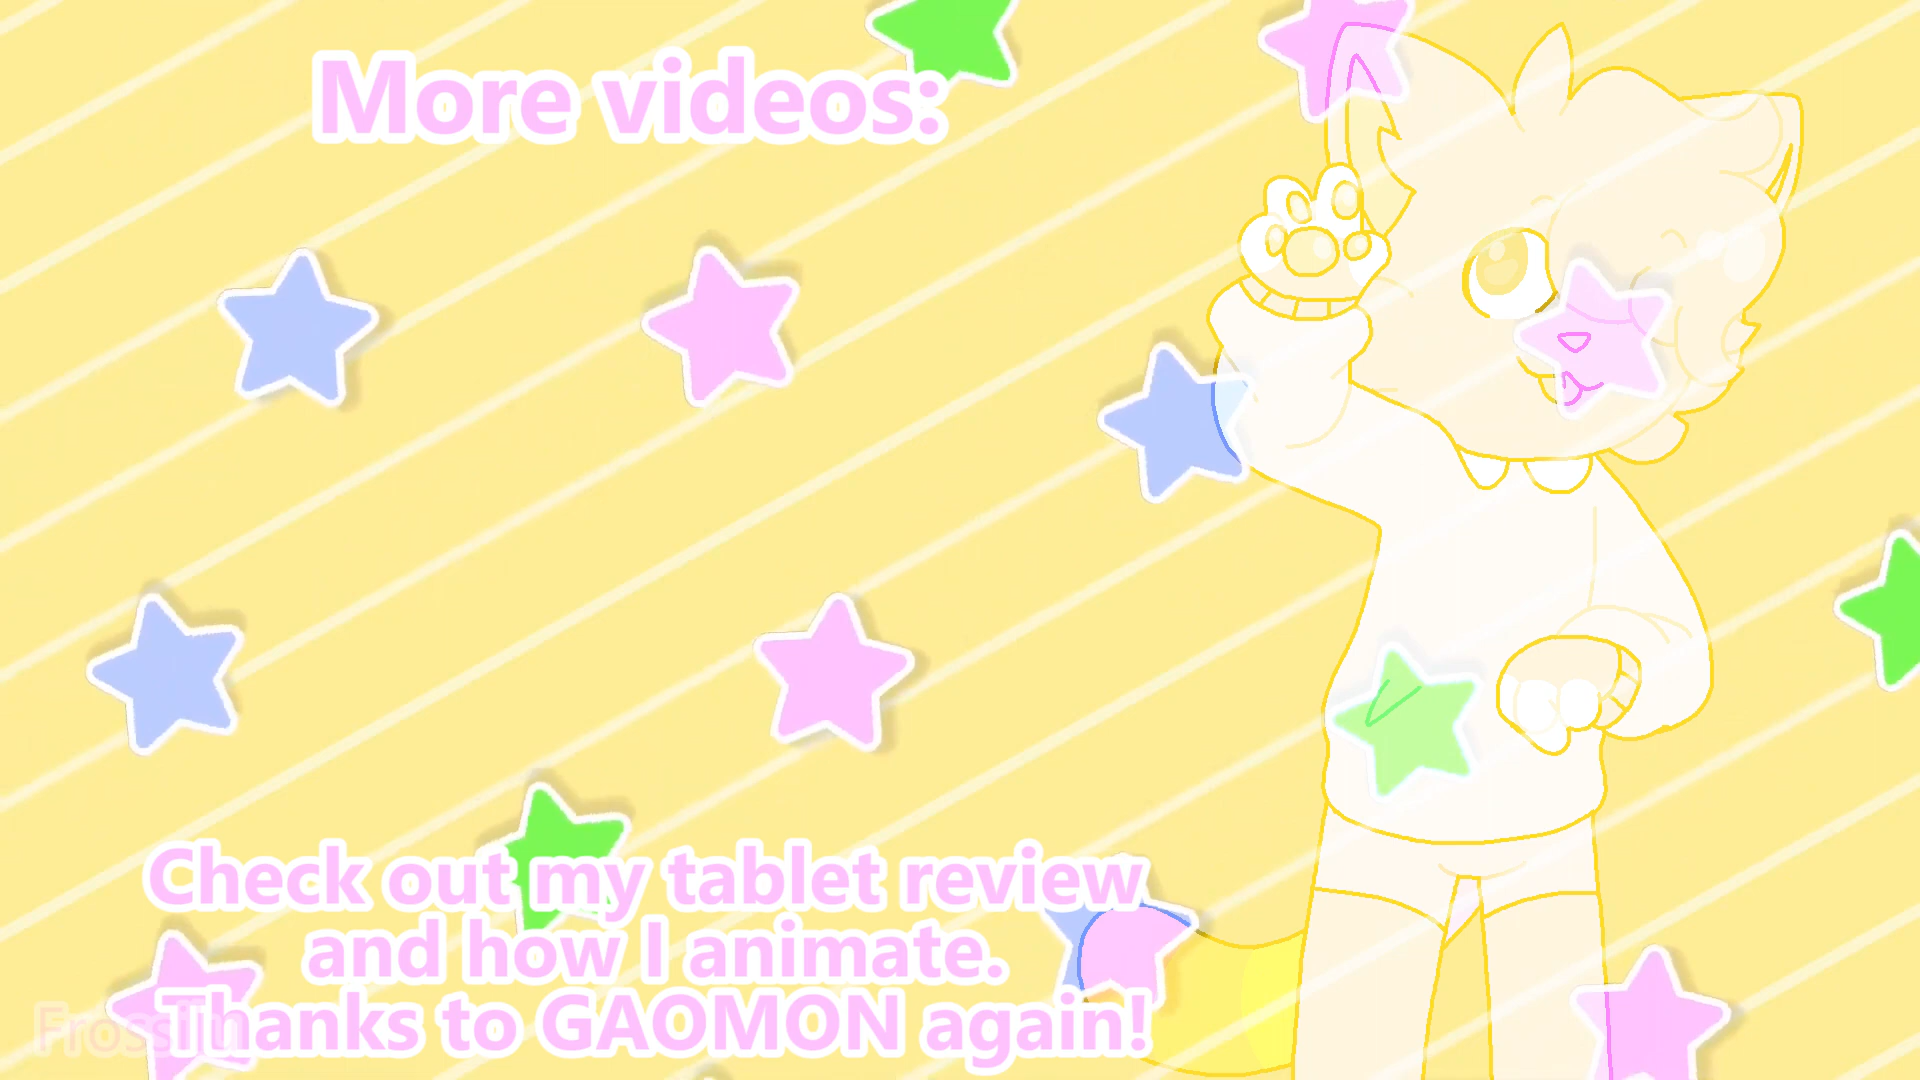 More videos:
Check out my tablet review
and how I animate.
Thanks to GAOMON again!